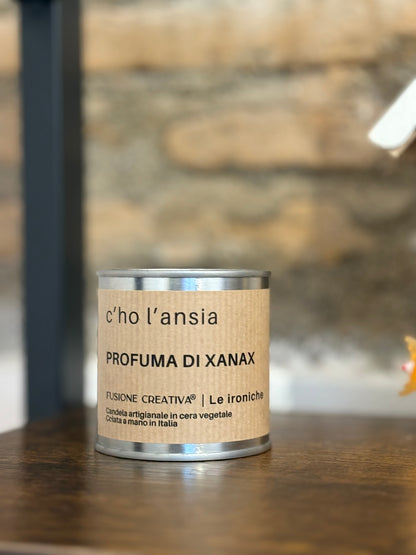 c'ho l'ansia
PROFUMA DI XANAX
FUSIONE CREATIVA® | Le ironiche
Candela artigianale in cera vegetale
Colata a mano in Italia